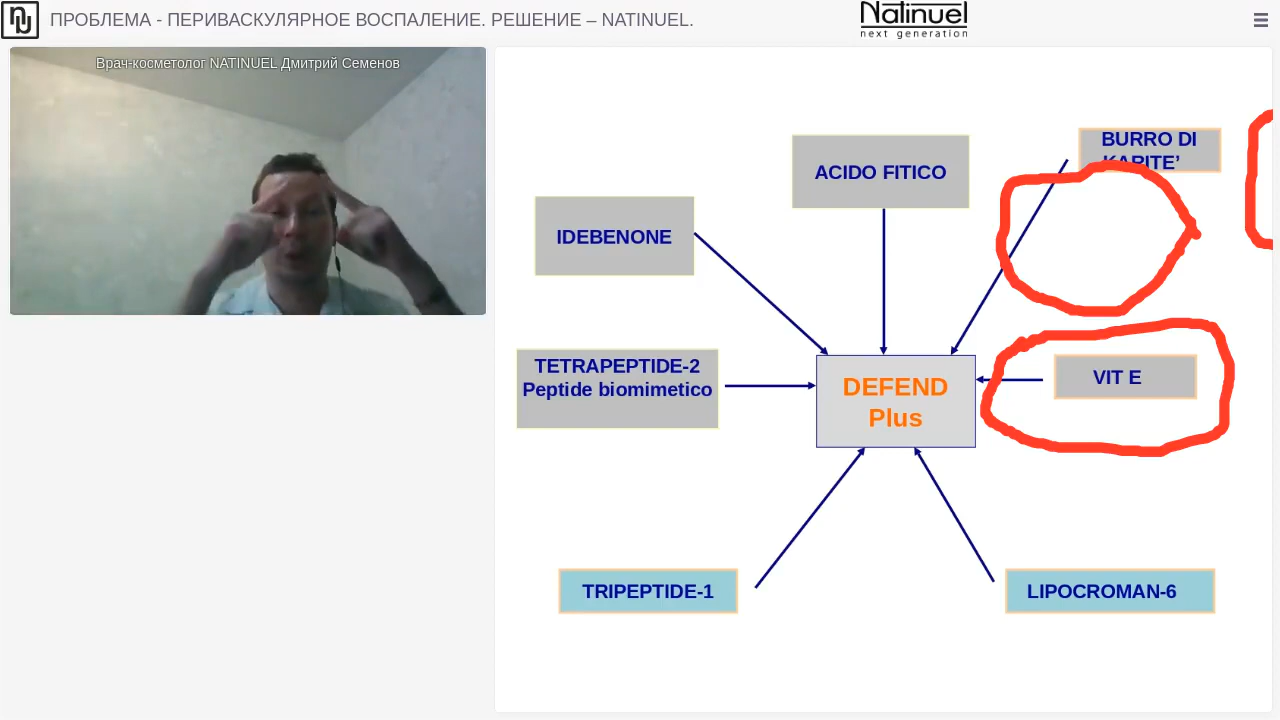 ПРОБЛЕМА - ПЕРИВАСКУЛЯРНОЕ ВОСПАЛЕНИЕ. РЕШЕНИЕ – NATINUEL.
Natinuel
next generation
Врач-косметолог NATINUEL Дмитрий Семенов
BURRO DI
KARITE’
ACIDO FITICO
IDEBENONE
TETRAPEPTIDE-2
Peptide biomimetico
DEFEND
Plus
VIT E
TRIPEPTIDE-1
LIPOCROMAN-6